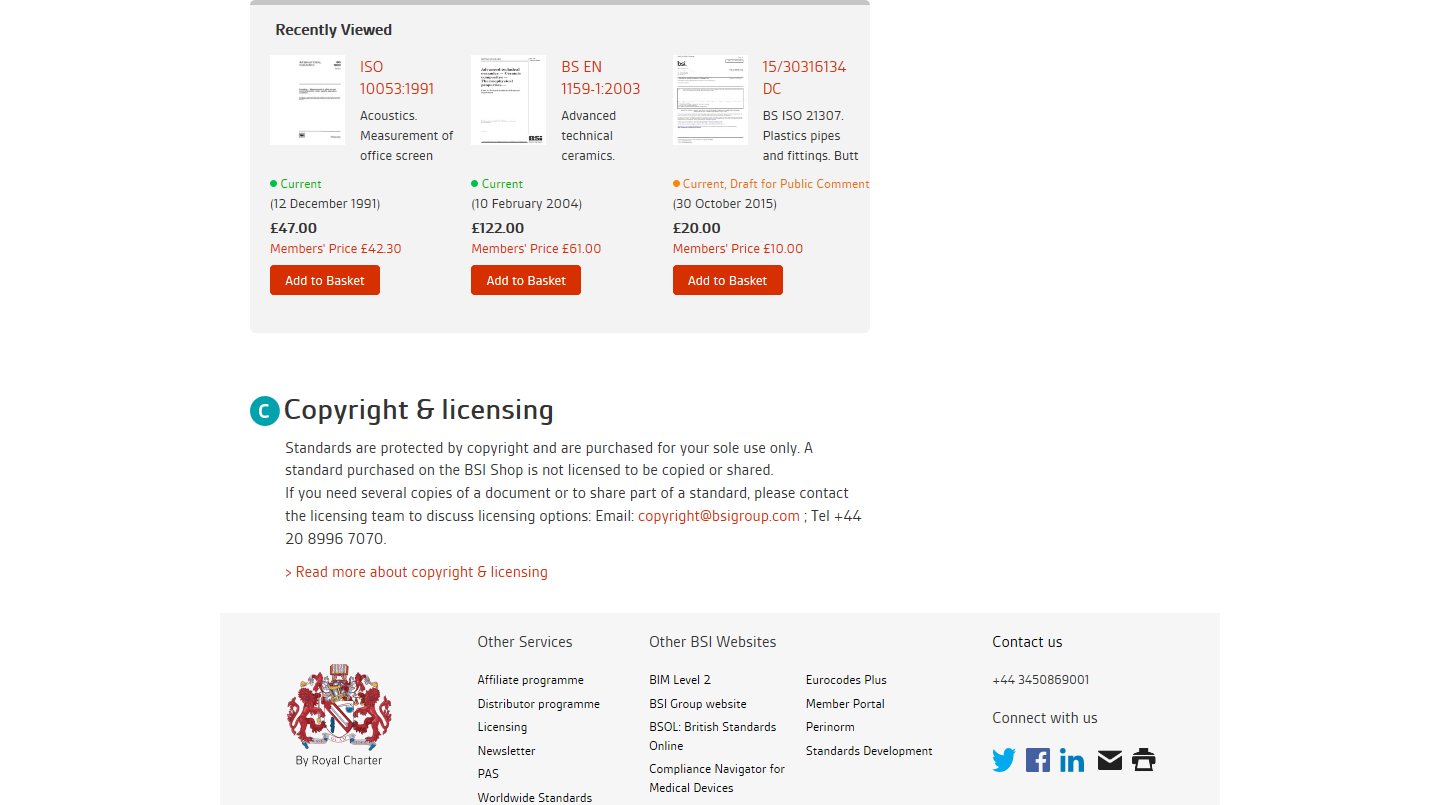 Recently Viewed
ISO
10053:1991
Acoustics.
Measurement of
office screen
Current
(12 December 1991)
£47.00
Members' Price £42.30
Add to Basket
Advanced technical
ceramics — Ceramic
composites —
Thermophysical
properties —
BSi
BS EN
1159-1:2003
Advanced
technical
ceramics.
Current
(10 February 2004)
£122.00
Members' Price £61.00
Add to Basket
bsi.
15/30316134
DC
BS ISO 21307.
Plastics pipes
and fittings. Butt
Current, Draft for Public Comment
(30 October 2015)
£20.00
Members' Price £10.00
Add to Basket
C Copyright & licensing
Standards are protected by copyright and are purchased for your sole use only. A
standard purchased on the BSI Shop is not licensed to be copied or shared.
If you need several copies of a document or to share part of a standard, please contact
the licensing team to discuss licensing options: Email: copyright@bsigroup.com ; Tel +44
20 8996 7070.
> Read more about copyright & licensing
By Royal Charter
Other Services
Affiliate programme
Distributor programme
Licensing
Newsletter
PAS
Worldwide Standards
Other BSI Websites
BIM Level 2
BSI Group website
BSOL: British Standards
Online
Compliance Navigator for
Medical Devices
Eurocodes Plus
Member Portal
Perinorm
Standards Development
Contact us
+44 3450869001
Connect with us